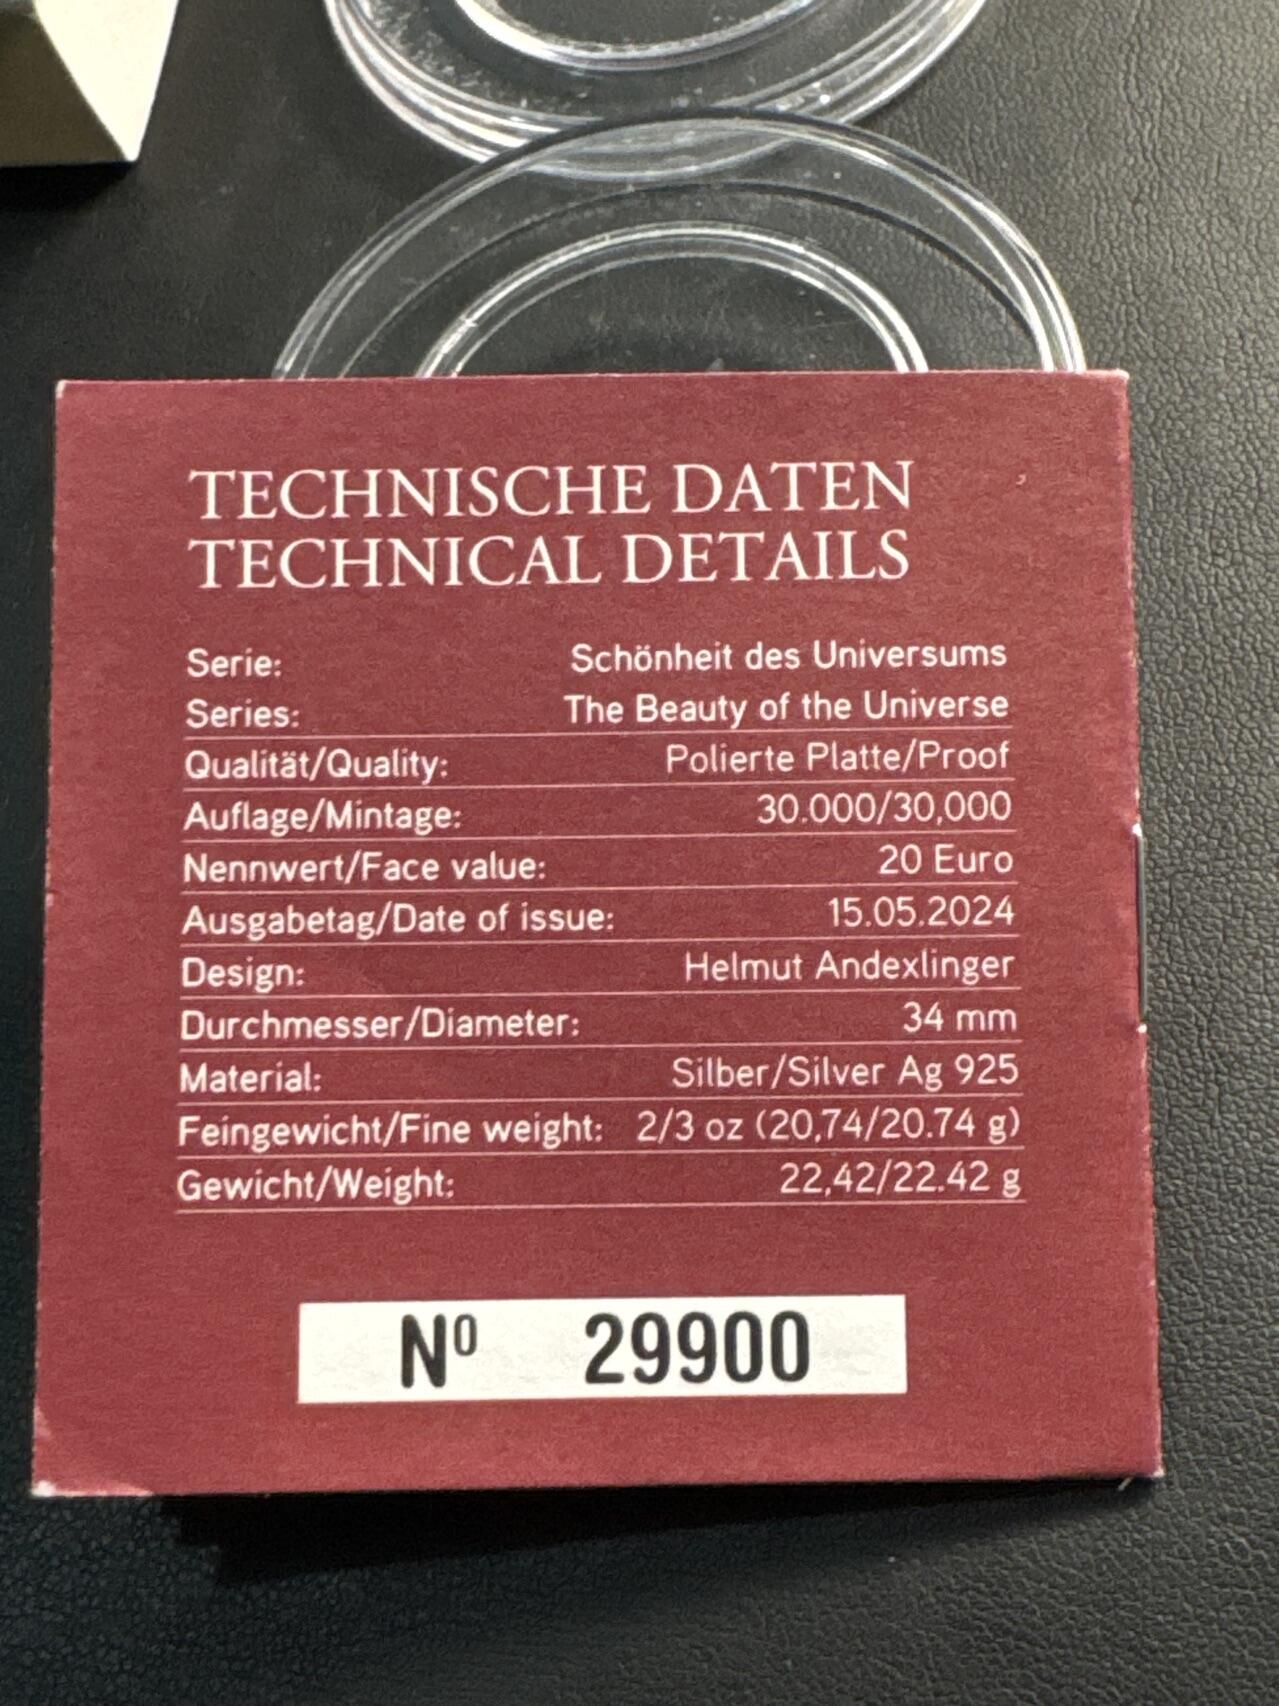 TECHNISCHE DATEN
TECHNICAL DETAILS
Serie: Schönheit des Universums
Series: The Beauty of the Universe
Qualität/Quality: Polierte Platte/Proof
Auflage/Mintage: 30.000/30,000
Nennwert/Face value: 20 Euro
Ausgabetag/Date of issue: 15.05.2024
Design: Helmut Andexlinger
Durchmesser/Diameter: 34 mm
Material: Silber/Silver Ag 925
Feingewicht/Fine weight: 2/3 oz (20,74/20.74 g)
Gewicht/Weight: 22,42/22.42 g
Nº 29900